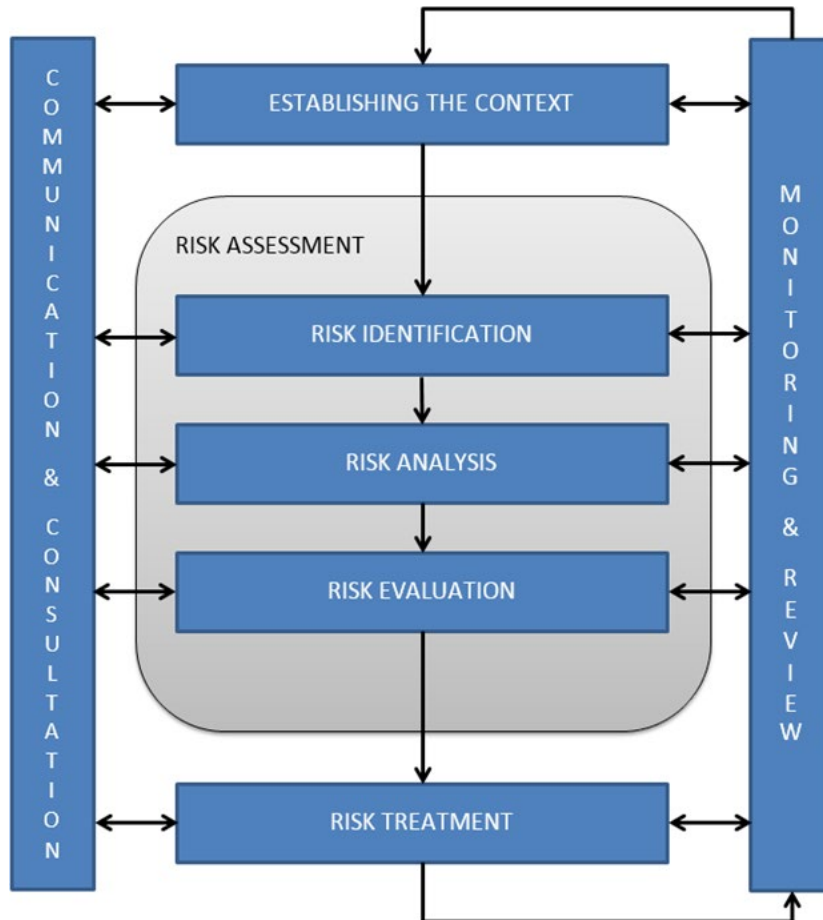 COMMUNICATION & CONSULTATION
ESTABLISHING THE CONTEXT
RISK ASSESSMENT
RISK IDENTIFICATION
RISK ANALYSIS
RISK EVALUATION
RISK TREATMENT
MONITORING & REVIEW